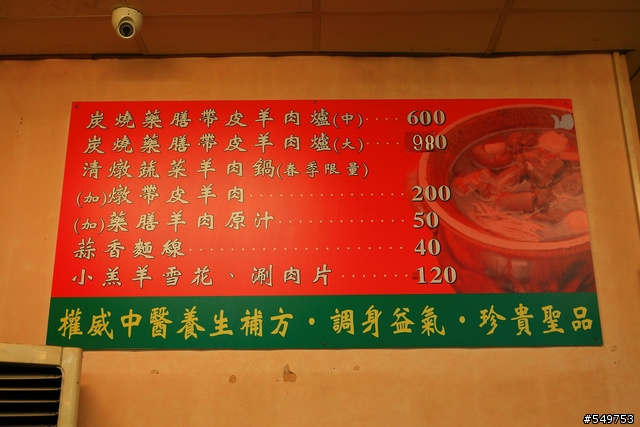 炭燒藥膳帶皮羊肉爐(中)····600
炭燒藥膳帶皮羊肉爐(大)····980
清燉蔬菜羊肉鍋(春季限量)
(加)燉帶皮羊肉····················200
(加)藥膳羊肉原汁················50
蒜香麵線··························40
小羔羊雪花、涮肉片·······120
權威中醫養生補方·調身益氣·珍貴聖品
#549753